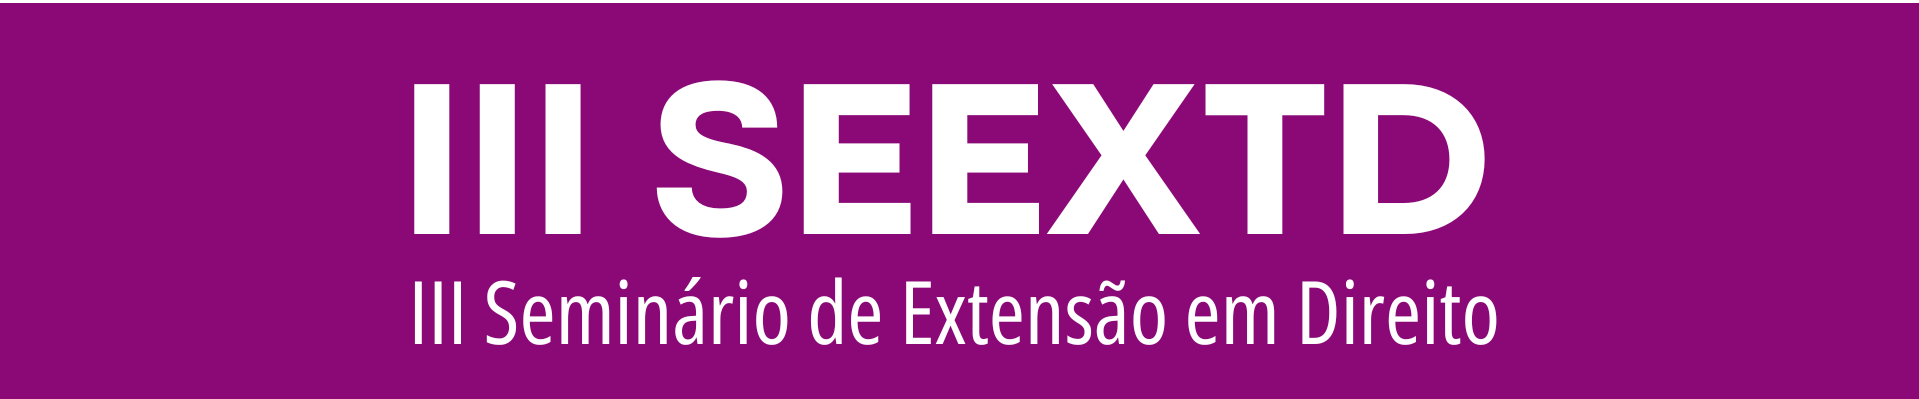 III SEEXTD
III Seminário de Extensão em Direito